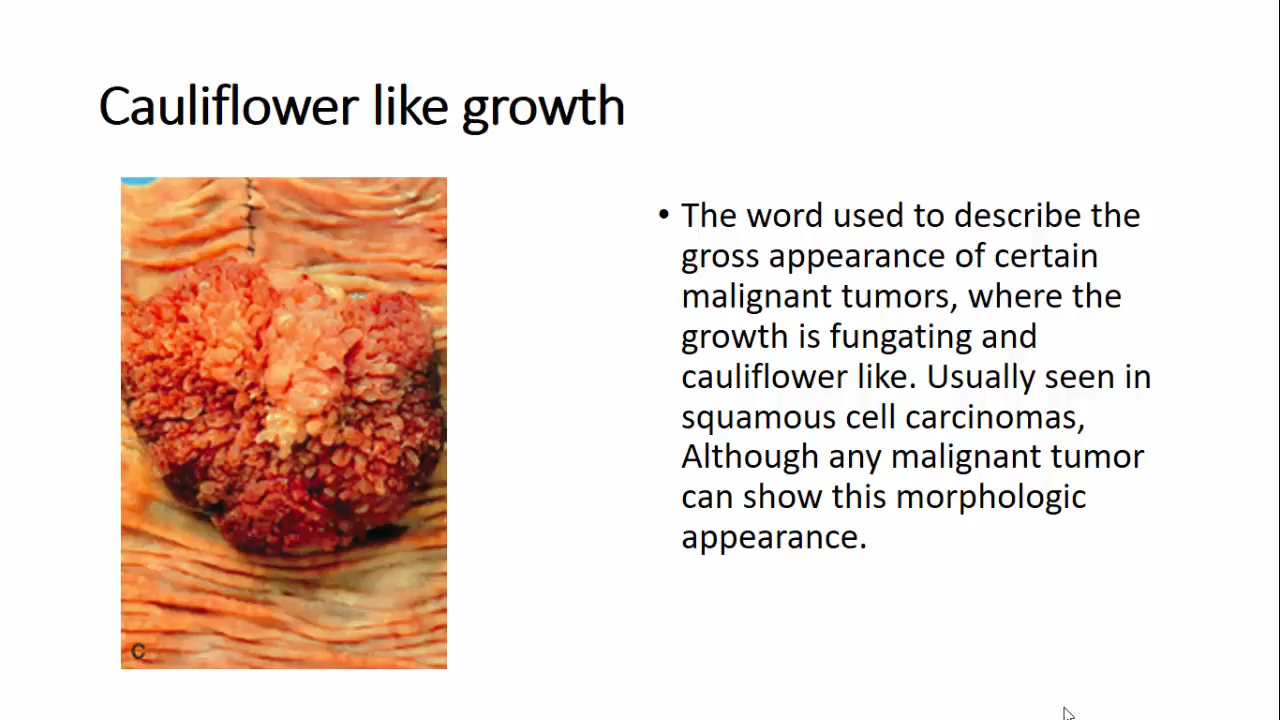 Cauliflower like growth
• The word used to describe the
gross appearance of certain
malignant tumors, where the
growth is fungating and
cauliflower like. Usually seen in
squamous cell carcinomas,
Although any malignant tumor
can show this morphologic
appearance.
C